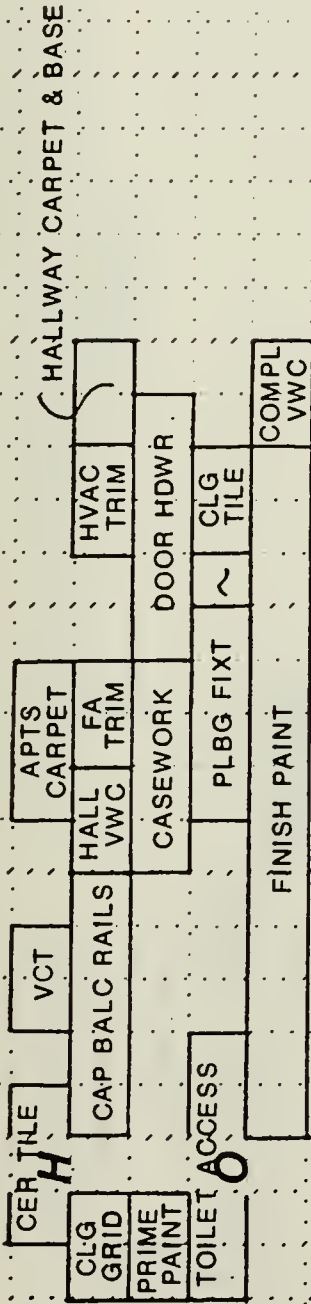 HALLWAY CARPET & BASE
CER TILE
H
VCT
APTS
CARPET
CLG
GRID
CAP BALC RAILS
HALL
VWC
FA
TRIM
HVAC
TRIM
PRIME
PAINT
CASEWORK
DOOR HDWR
TOILET ACCESS
O
PLBG FIXT
~
CLG
TILE
FINISH PAINT
COMPL
VWC